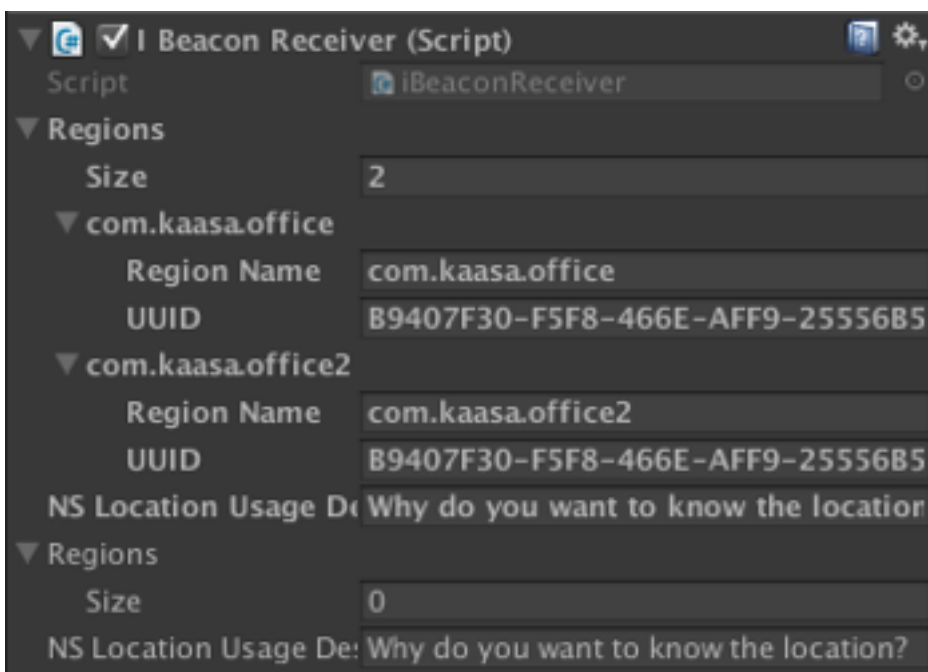 I Beacon Receiver (Script)
Script iBeaconReceiver
Regions
Size 2
com.kaasa.office
Region Name com.kaasa.office
UUID B9407F30-F5F8-466E-AFF9-25556B5
com.kaasa.office2
Region Name com.kaasa.office2
UUID B9407F30-F5F8-466E-AFF9-25556B5
NS Location Usage De Why do you want to know the location
Regions
Size 0
NS Location Usage Des Why do you want to know the location?